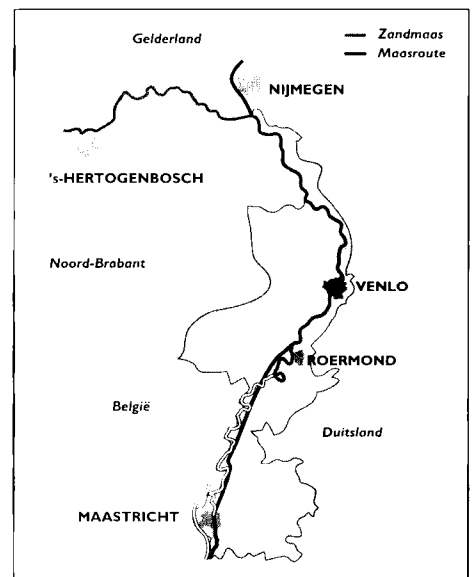 Gelderland
Zandmaas
Maasroute
NIJMEGEN
's-HERTOGENBOSCH
Noord-Brabant
VENLO
ROERMOND
België
Duitsland
MAASTRICHT